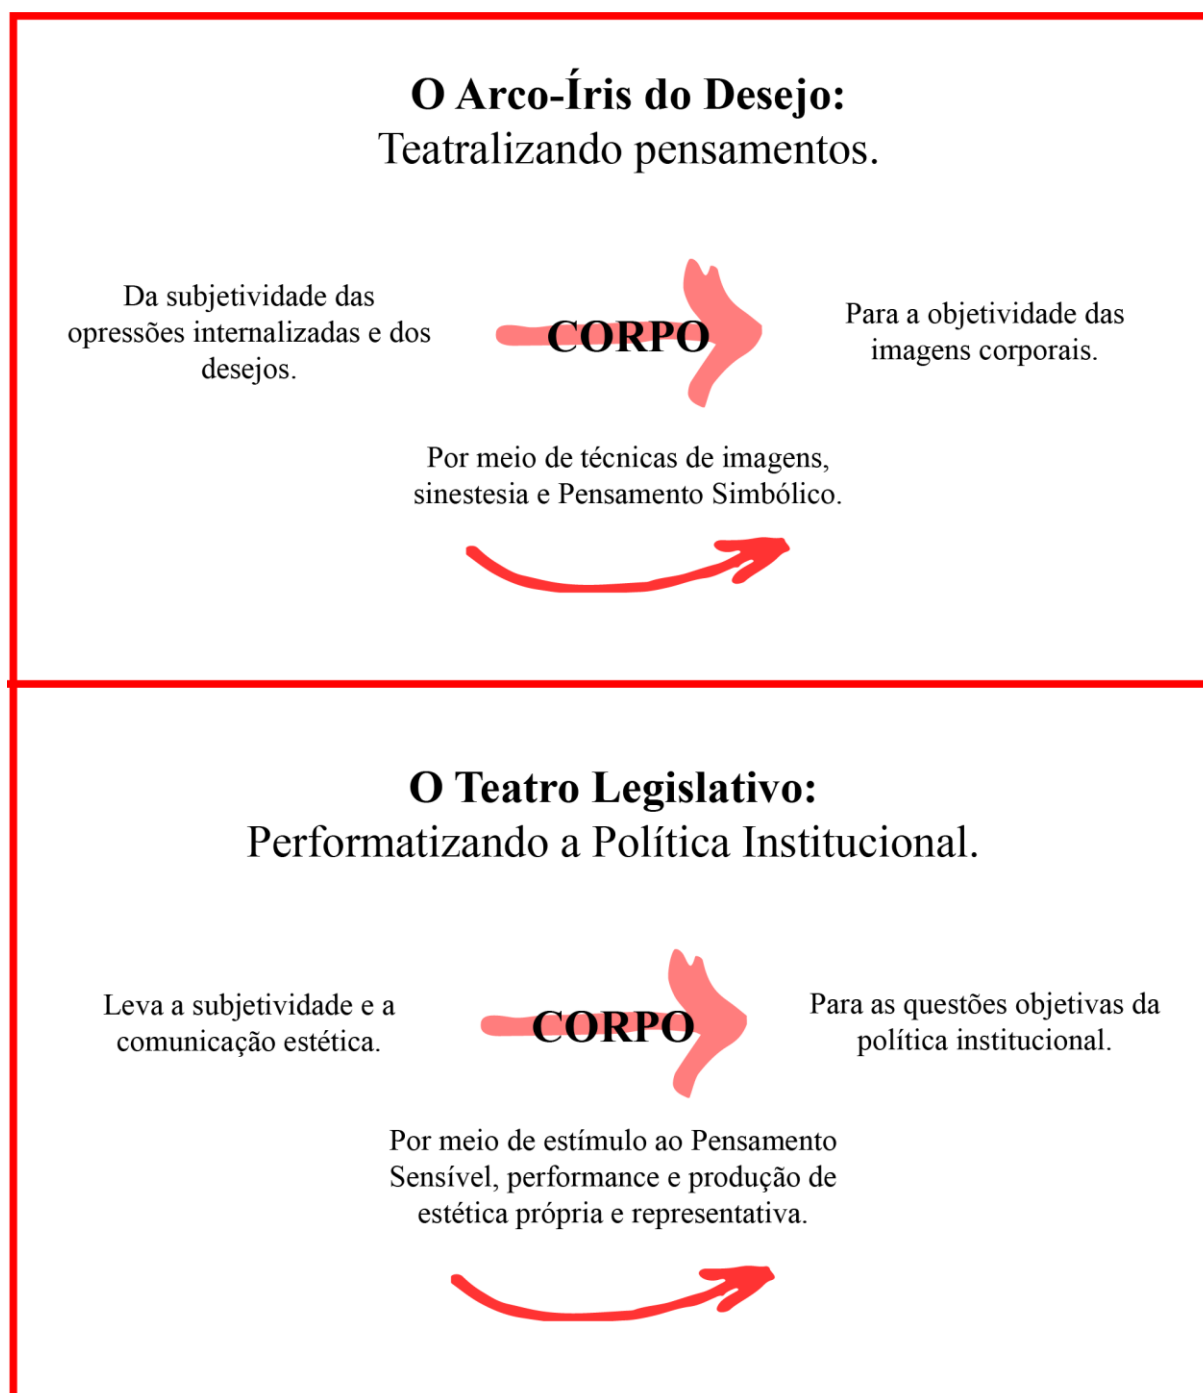 O Arco-Íris do Desejo:
Teatralizando pensamentos.
Da subjetividade das
opressões internalizadas e dos
desejos.
CORPO
Para a objetividade das
imagens corporais.
Por meio de técnicas de imagens,
sinestesia e Pensamento Simbólico.
O Teatro Legislativo:
Performatizando a Política Institucional.
Leva a subjetividade e a
comunicação estética.
CORPO
Para as questões objetivas da
política institucional.
Por meio de estímulo ao Pensamento
Sensível, performance e produção de
estética própria e representativa.